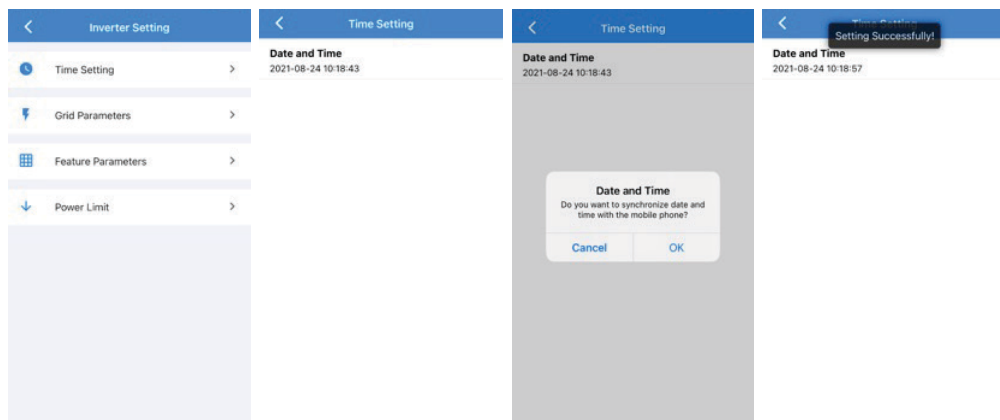 Inverter Setting
Time Setting
Grid Parameters
Feature Parameters
Power Limit
Time Setting
Date and Time
2021-08-24 10:18:43
Time Setting
Date and Time
2021-08-24 10:18:43
Date and Time
Do you want to synchronize date and
time with the mobile phone?
Cancel OK
Time Setting
Setting Successfully!
Date and Time
2021-08-24 10:18:57